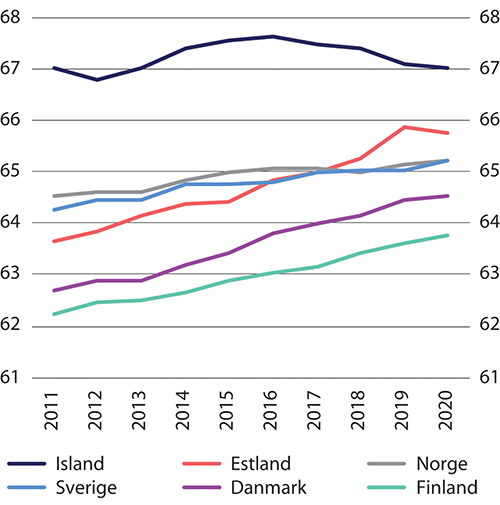 68 68
67 67
66 66
65 65
64 64
63 63
62 62
61 61
2011 2012 2013 2014 2015 2016 2017 2018 2019 2020
Island Estland Norge
Sverige Danmark Finland